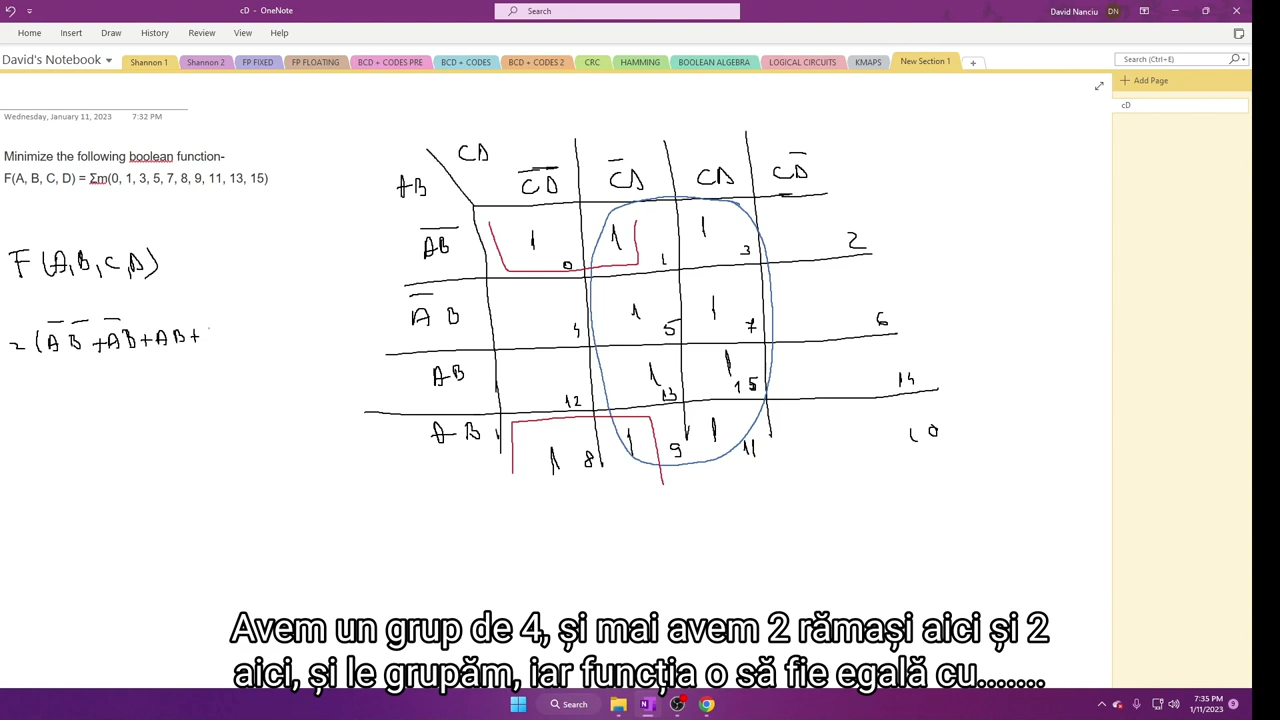 cD - OneNote
Search
David Nanciu DN
Home Insert Draw History Review View Help
David's Notebook
Shannon 1 Shannon 2 FP FIXED FP FLOATING BCD + CODES PRE BCD + CODES BCD + CODES 2 CRC HAMMING BOOLEAN ALGEBRA LOGICAL CIRCUITS KMAPS New Section 1
Search (Ctrl+E)
Add Page
cD
Wednesday, January 11, 2023 7:32 PM
Minimize the following boolean function-
F(A, B, C, D) = Σm(0, 1, 3, 5, 7, 8, 9, 11, 13, 15)
CD
AB C̅D̅ C̅D CD CD̅
A̅B̅ 1 0 1 1 1 3 2
A̅ B 4 1 5 1 7 6
AB 12 1 13 1 15 14
A B̅ 1 8 1 9 1 11 10
F (A,B,C,D)
= (A̅ B̅ + A̅ B + AB +
Avem un grup de 4, și mai avem 2 rămași aici și 2
aici, și le grupăm, iar funcția o să fie egală cu.......
Search
7:35 PM
1/11/2023